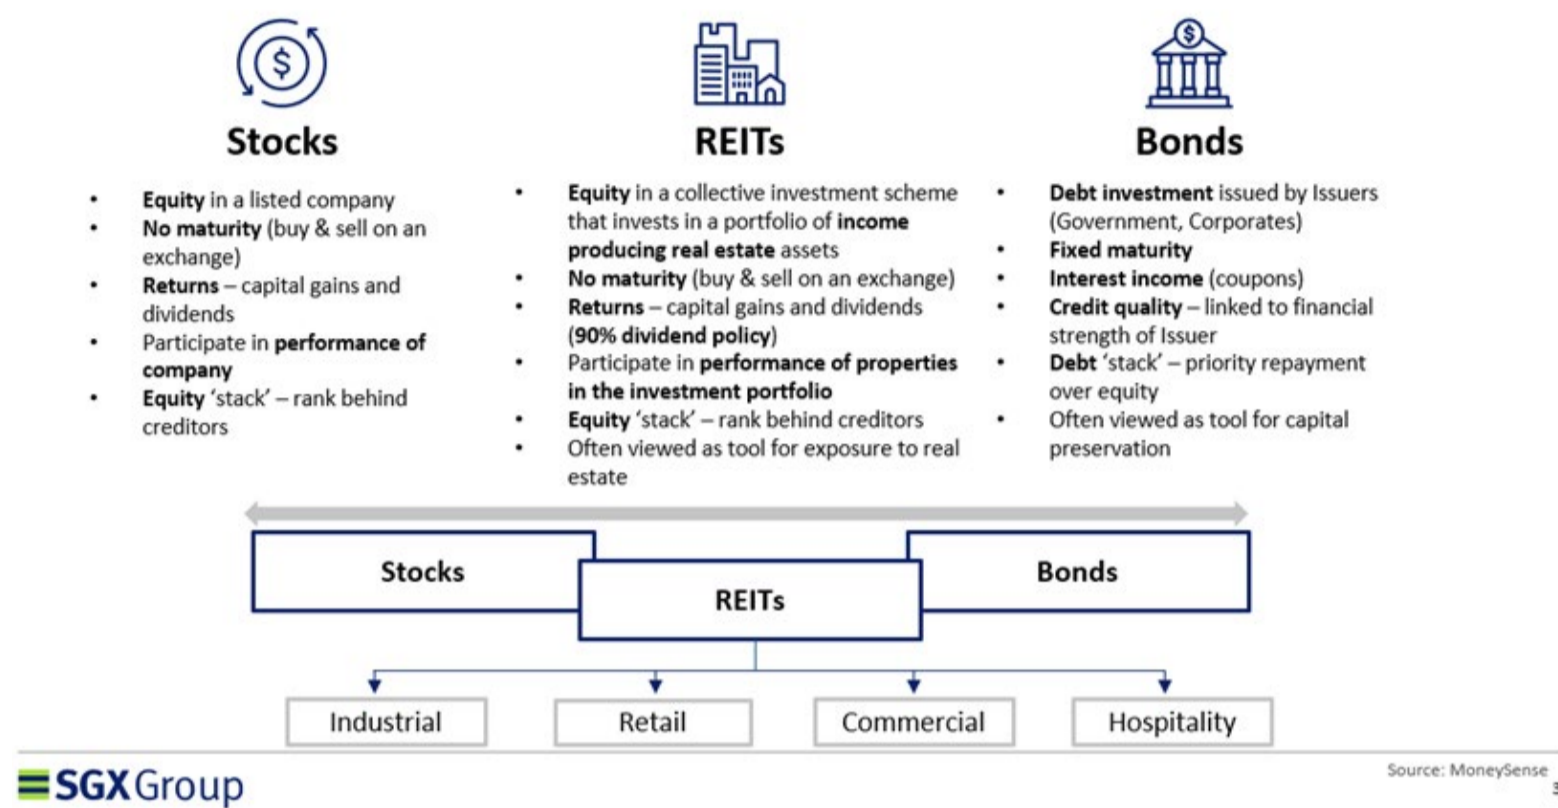 Stocks
• Equity in a listed company
• No maturity (buy & sell on an
exchange)
• Returns – capital gains and
dividends
• Participate in performance of
company
• Equity ‘stack’ – rank behind
creditors
REITs
• Equity in a collective investment scheme
that invests in a portfolio of income
producing real estate assets
• No maturity (buy & sell on an exchange)
• Returns – capital gains and dividends
(90% dividend policy)
• Participate in performance of properties
in the investment portfolio
• Equity ‘stack’ – rank behind creditors
• Often viewed as tool for exposure to real
estate
Bonds
• Debt investment issued by Issuers
(Government, Corporates)
• Fixed maturity
• Interest income (coupons)
• Credit quality – linked to financial
strength of Issuer
• Debt ‘stack’ – priority repayment
over equity
• Often viewed as tool for capital
preservation
Stocks
REITs
Bonds
Industrial
Retail
Commercial
Hospitality
SGXGroup
Source: MoneySense